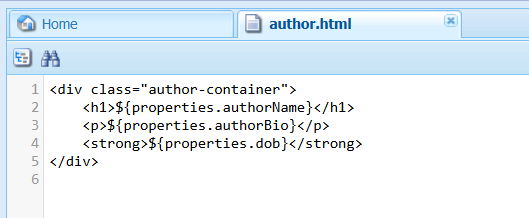 Home author.html
1 <div class="author-container">
2 <h1>${properties.authorName}</h1>
3 <p>${properties.authorBio}</p>
4 <strong>${properties.dob}</strong>
5 </div>
6